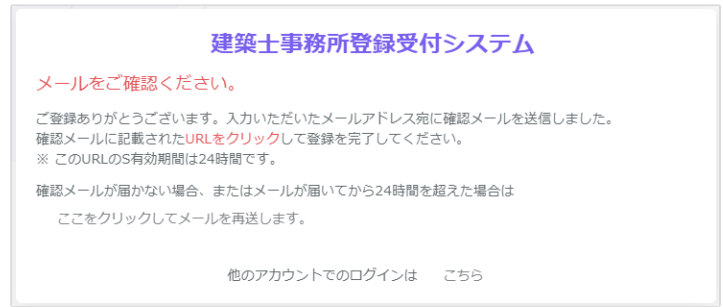 建築士事務所登録受付システム
メールをご確認ください。
ご登録ありがとうございます。入力いただいたメールアドレス宛に確認メールを送信しました。
確認メールに記載されたURLをクリックして登録を完了してください。
※ このURLのS有効期間は24時間です。
確認メールが届かない場合、またはメールが届いてから24時間を超えた場合は
ここをクリックしてメールを再送します。
他のアカウントでのログインは　こちら